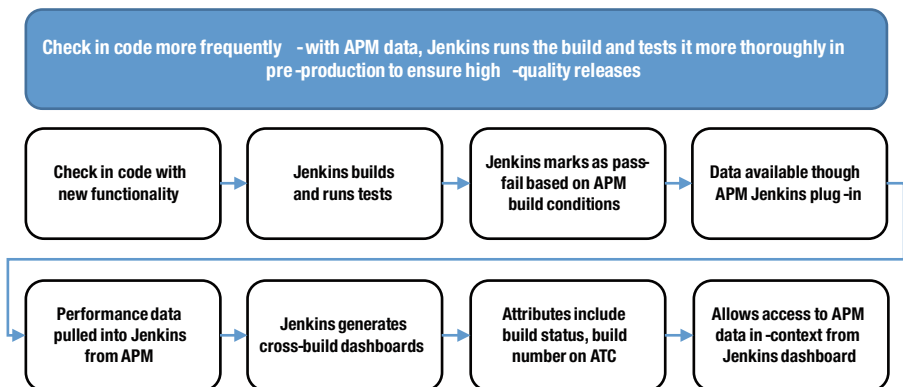 Check in code more frequently -with APM data, Jenkins runs the build and tests it more thoroughly in
pre-production to ensure high -quality releases
Check in code with
new functionality
Jenkins builds
and runs tests
Jenkins marks as pass-
fail based on APM
build conditions
Data available though
APM Jenkins plug-in
Performance data
pulled into Jenkins
from APM
Jenkins generates
cross-build dashboards
Attributes include
build status, build
number on ATC
Allows access to APM
data in-context from
Jenkins dashboard